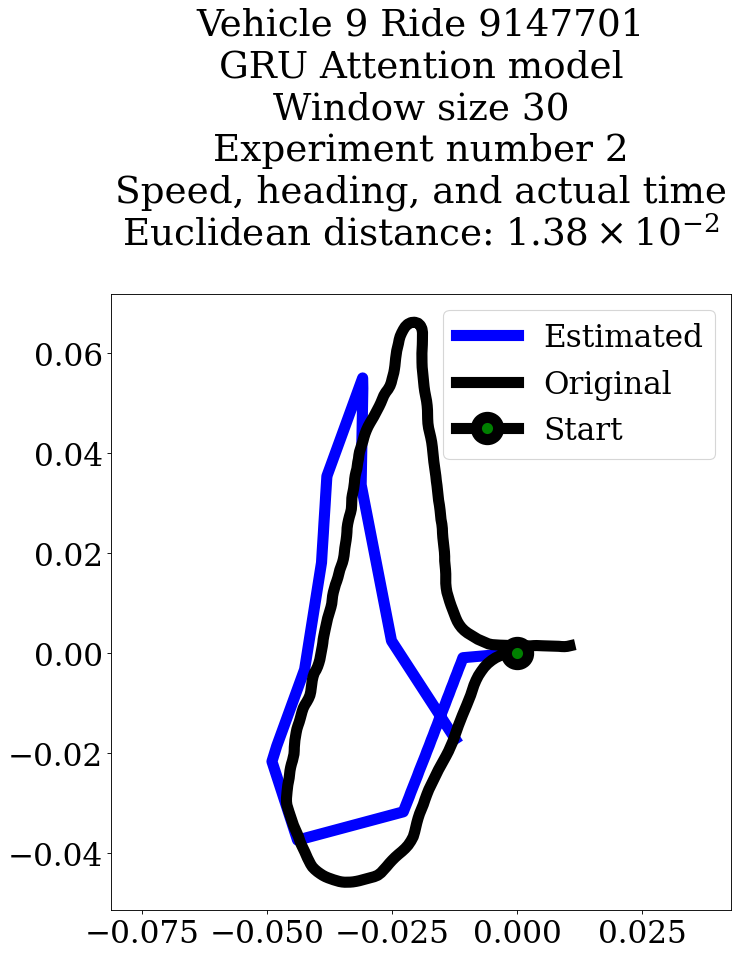 Vehicle 9 Ride 9147701
GRU Attention model
Window size 30
Experiment number 2
Speed, heading, and actual time
Euclidean distance: 1.38 × 10⁻²
Estimated
Original
Start
0.06
0.04
0.02
0.00
−0.02
−0.04
−0.075 −0.050 −0.025 0.000 0.025